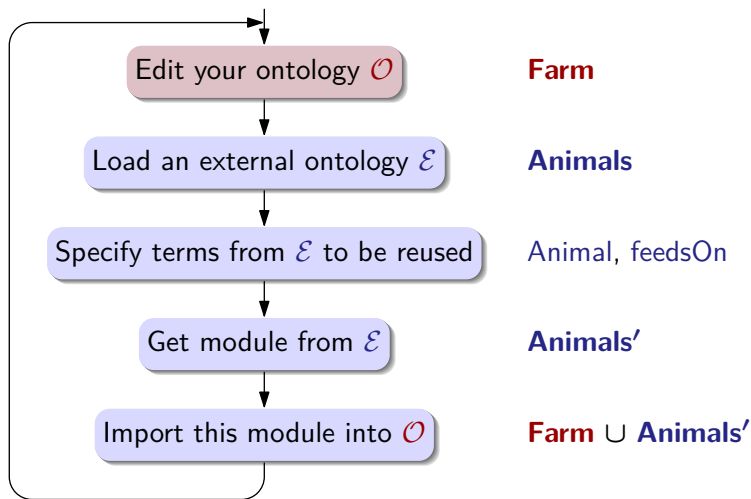 Edit your ontology 𝒪 Farm
Load an external ontology ℰ Animals
Specify terms from ℰ to be reused Animal, feedsOn
Get module from ℰ Animals′
Import this module into 𝒪 Farm ∪ Animals′